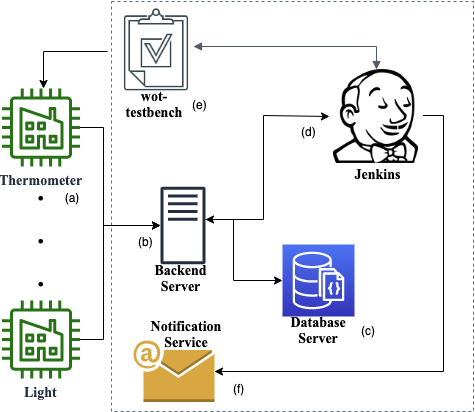 wot-
testbench
(e)
(d)
Thermometer
(a)
Jenkins
(b)
Backend
Server
{}
Database
Server
(c)
Notification
Service
@
Light
(f)